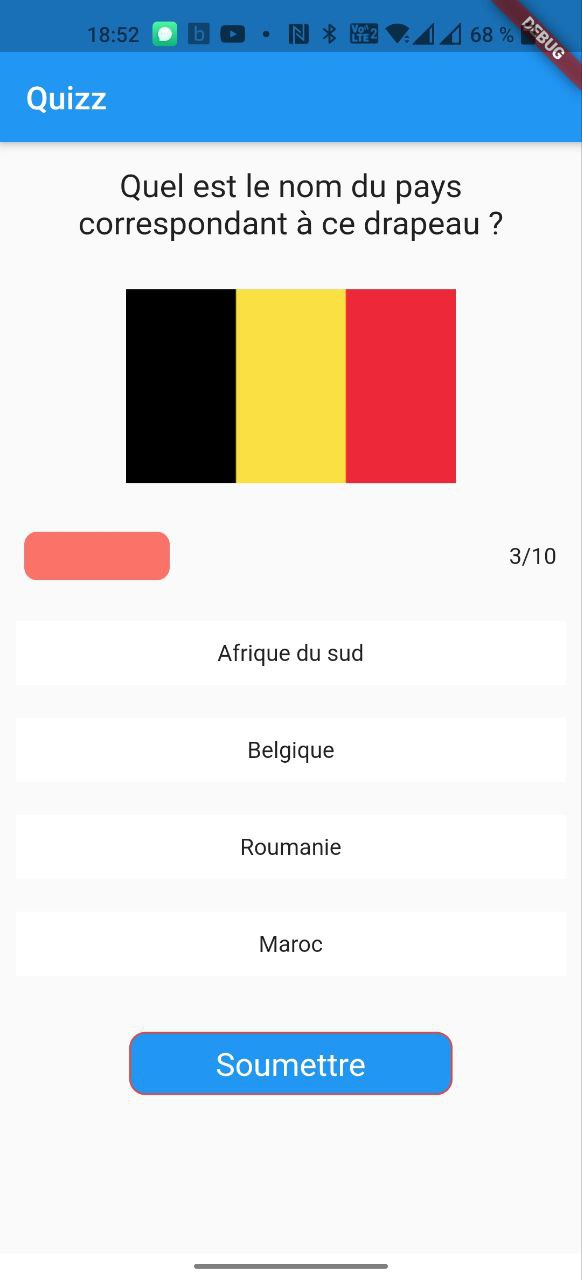 18:52 b VoLTE2 68 %
DEBUG
Quizz
Quel est le nom du pays
correspondant à ce drapeau ?
3/10
Afrique du sud
Belgique
Roumanie
Maroc
Soumettre